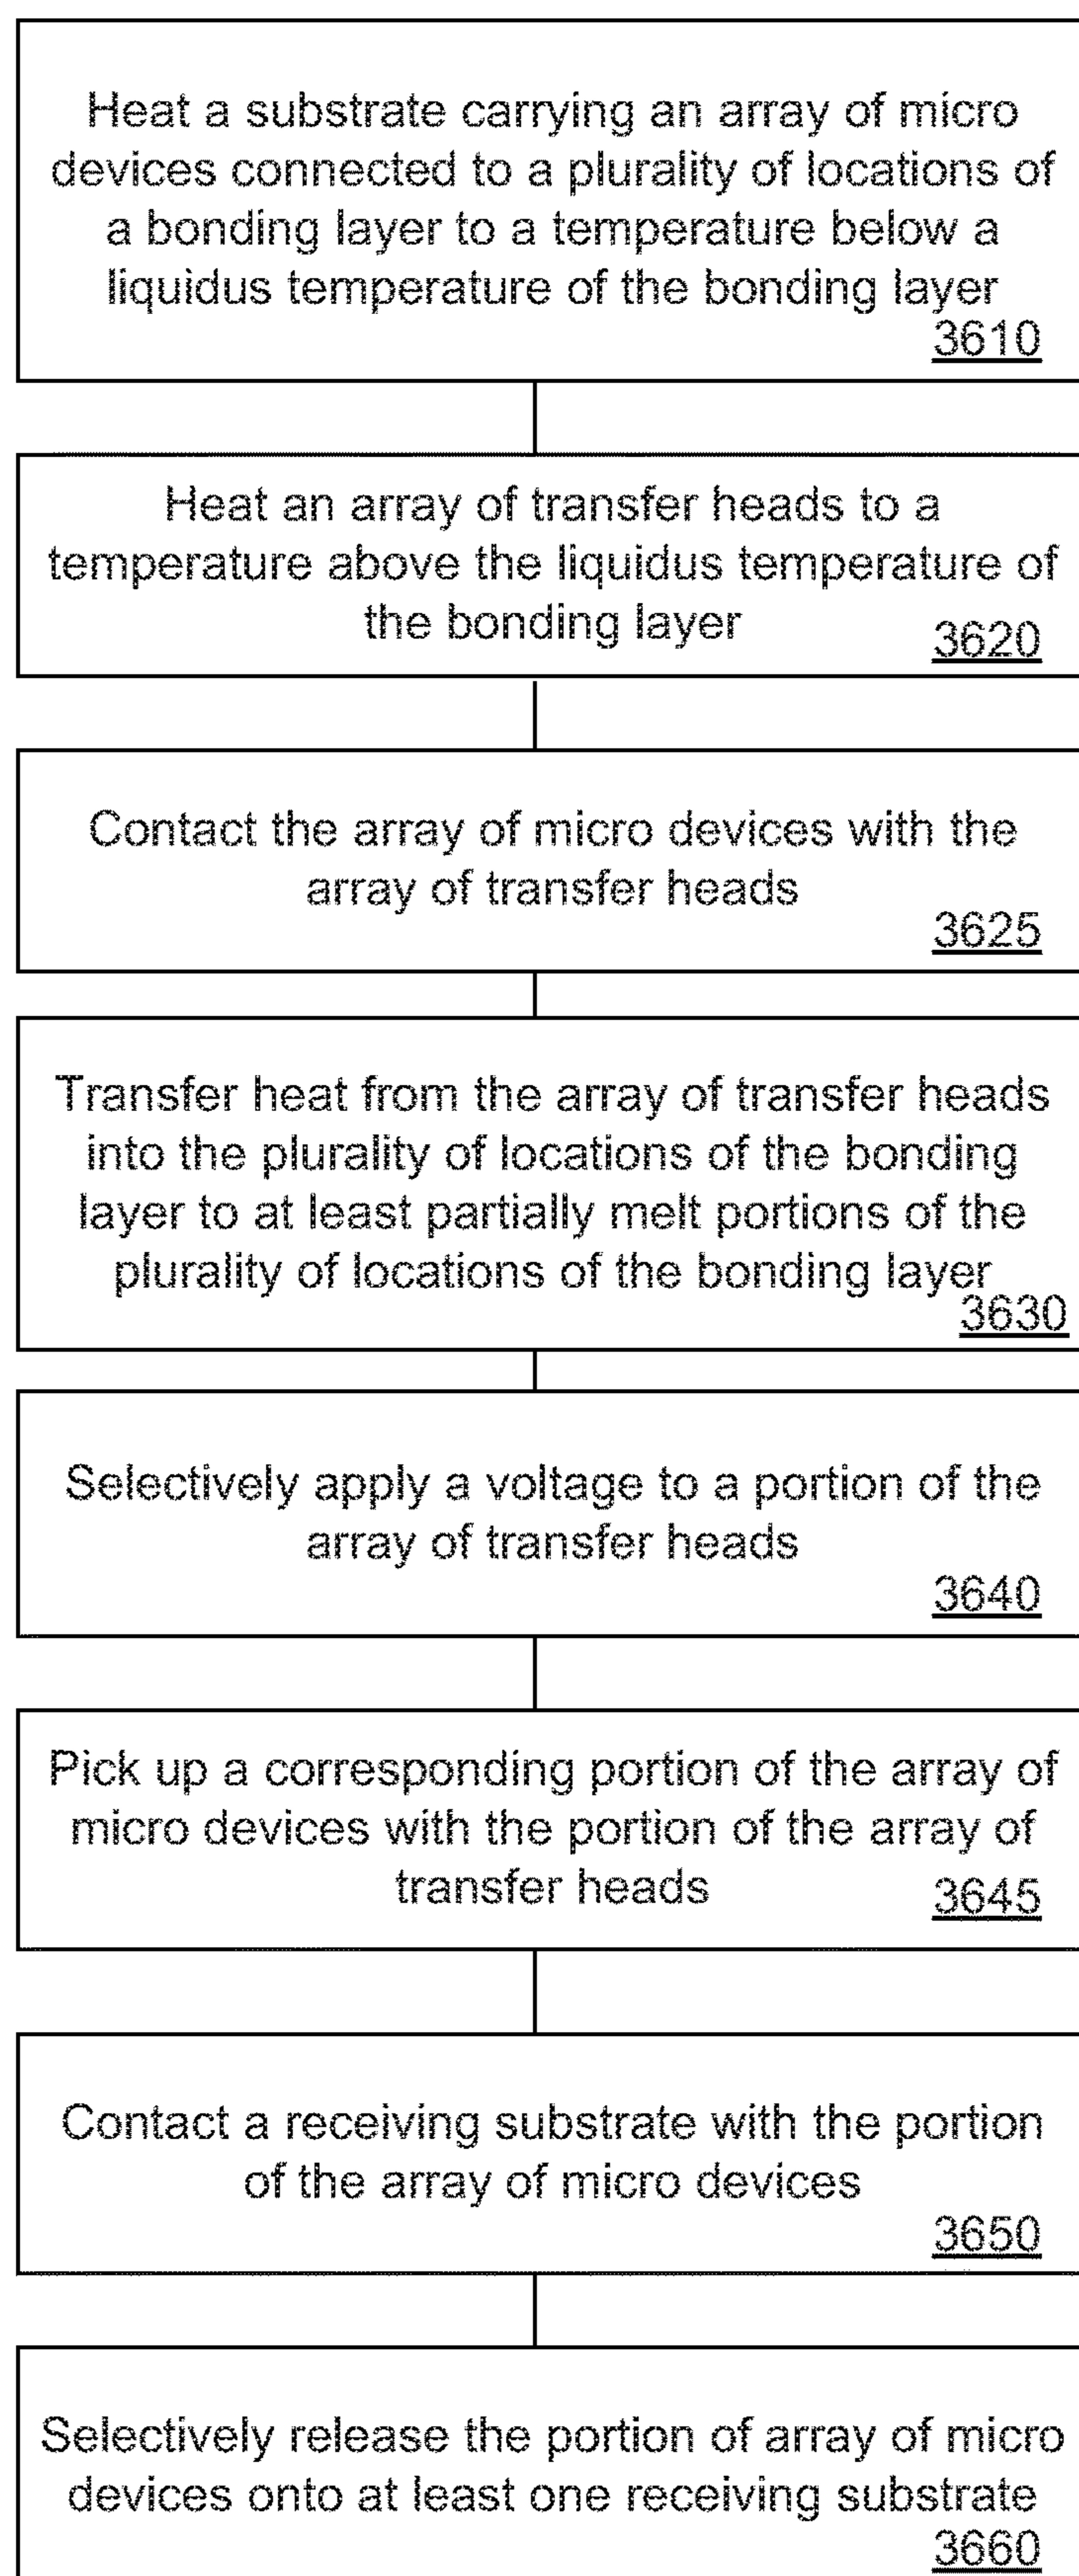 Heat a substrate carrying an array of micro
devices connected to a plurality of locations of
a bonding layer to a temperature below a
liquidus temperature of the bonding layer
3610
Heat an array of transfer heads to a
temperature above the liquidus temperature of
the bonding layer
3620
Contact the array of micro devices with the
array of transfer heads
3625
Transfer heat from the array of transfer heads
into the plurality of locations of the bonding
layer to at least partially melt portions of the
plurality of locations of the bonding layer
3630
Selectively apply a voltage to a portion of the
array of transfer heads
3640
Pick up a corresponding portion of the array of
micro devices with the portion of the array of
transfer heads
3645
Contact a receiving substrate with the portion
of the array of micro devices
3650
Selectively release the portion of array of micro
devices onto at least one receiving substrate
3660